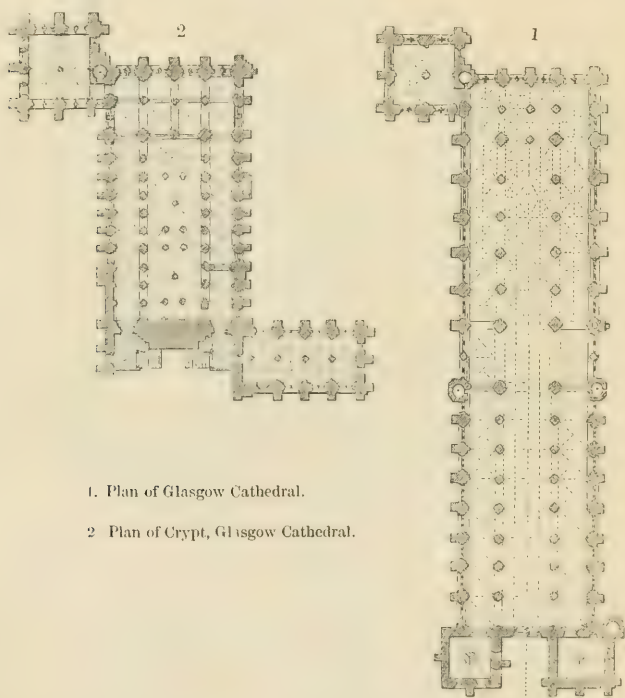 2
1
1. Plan of Glasgow Cathedral.
2 Plan of Crypt, Glasgow Cathedral.